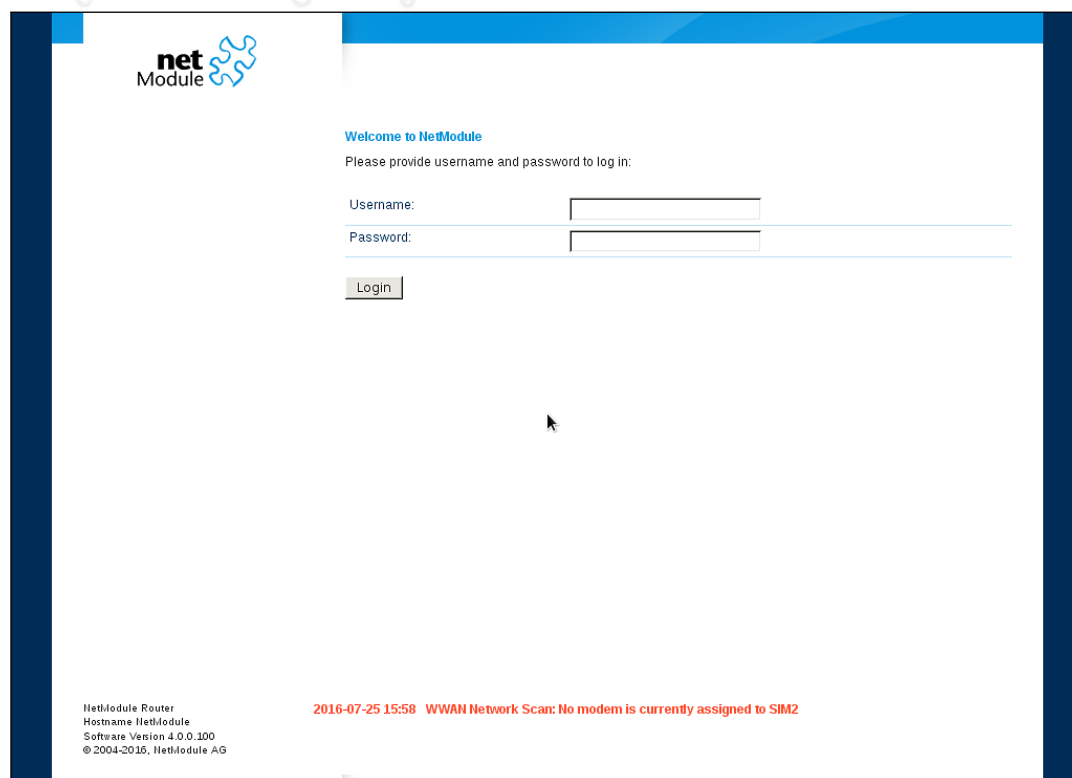 net
Module
Welcome to NetModule
Please provide username and password to log in:
Username:
Password:
Login
NetModule Router
Hostname NetModule
Software Version 4.0.0.100
© 2004-2016, NetModule AG
2016-07-25 15:58 WWAN Network Scan: No modem is currently assigned to SIM2